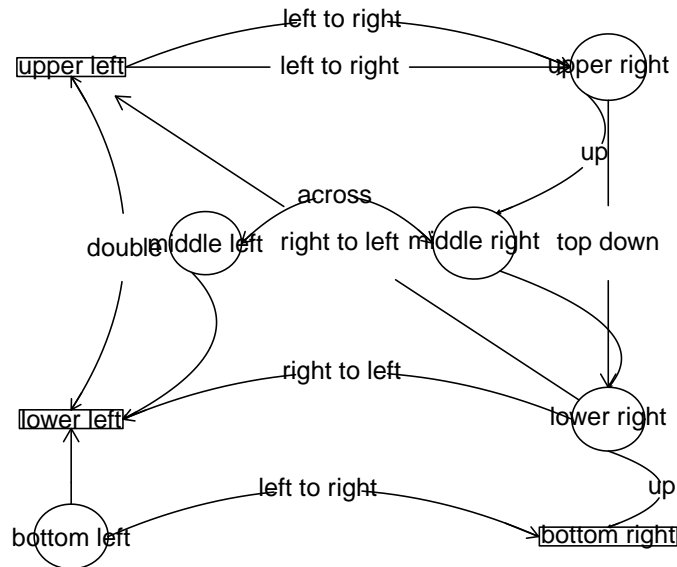 left to right
upper left
left to right
upper right
up
across
double
middle left
right to left
middle right
top down
right to left
lower left
lower right
left to right
up
bottom left
bottom right